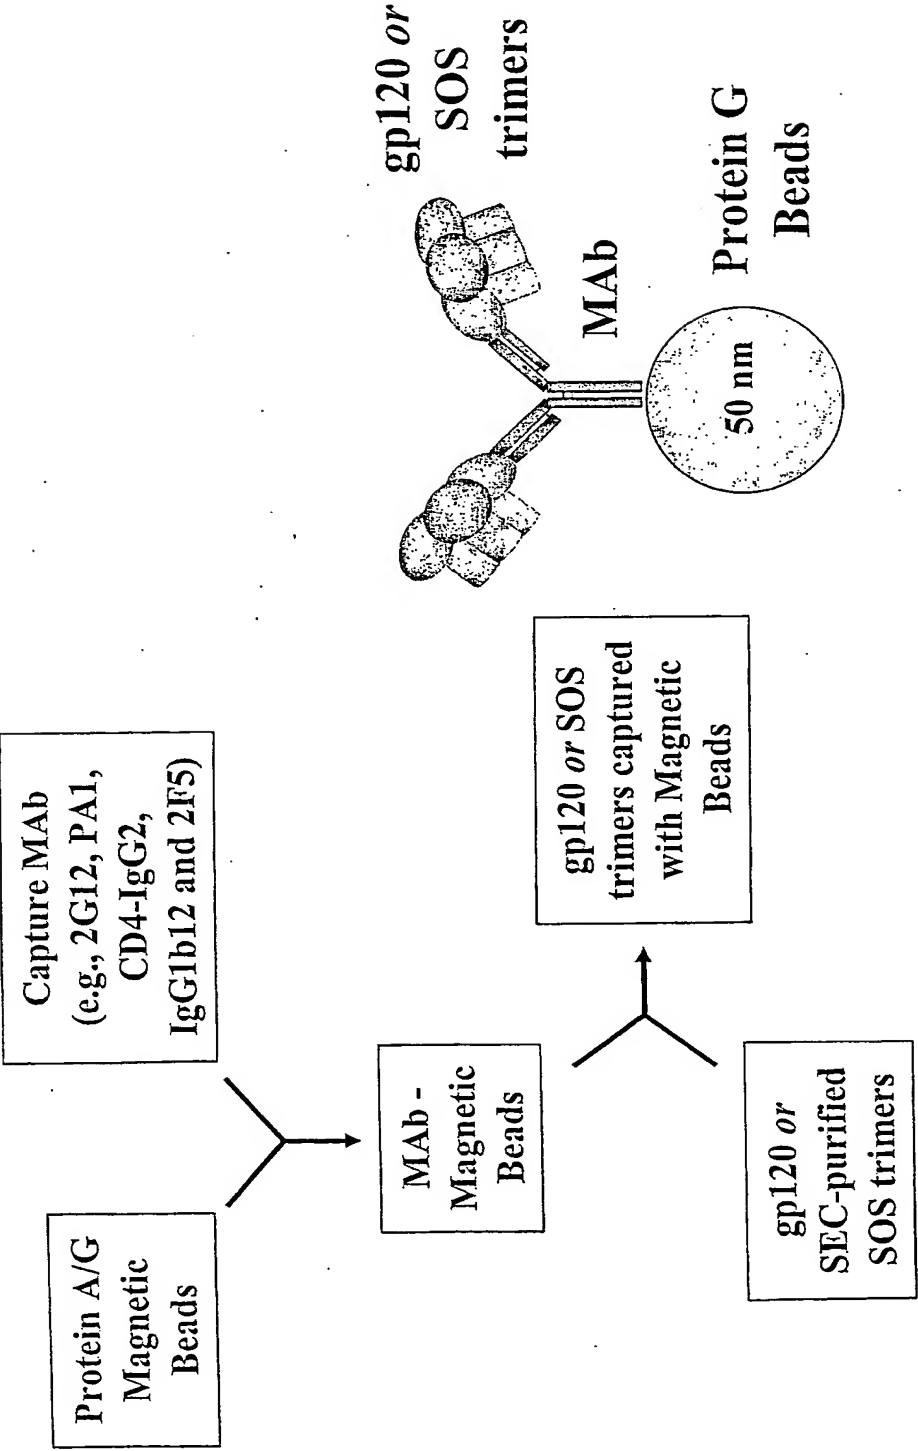 Protein A/G
Magnetic
Beads
Capture MAb
(e.g., 2G12, PA1,
CD4-IgG2,
IgG1b12 and 2F5)
MAb -
Magnetic
Beads
gp120 or
SEC-purified
SOS trimers
gp120 or SOS
trimers captured
with Magnetic
Beads
gp120 or
SOS
trimers
MAb
50 nm
Protein G
Beads